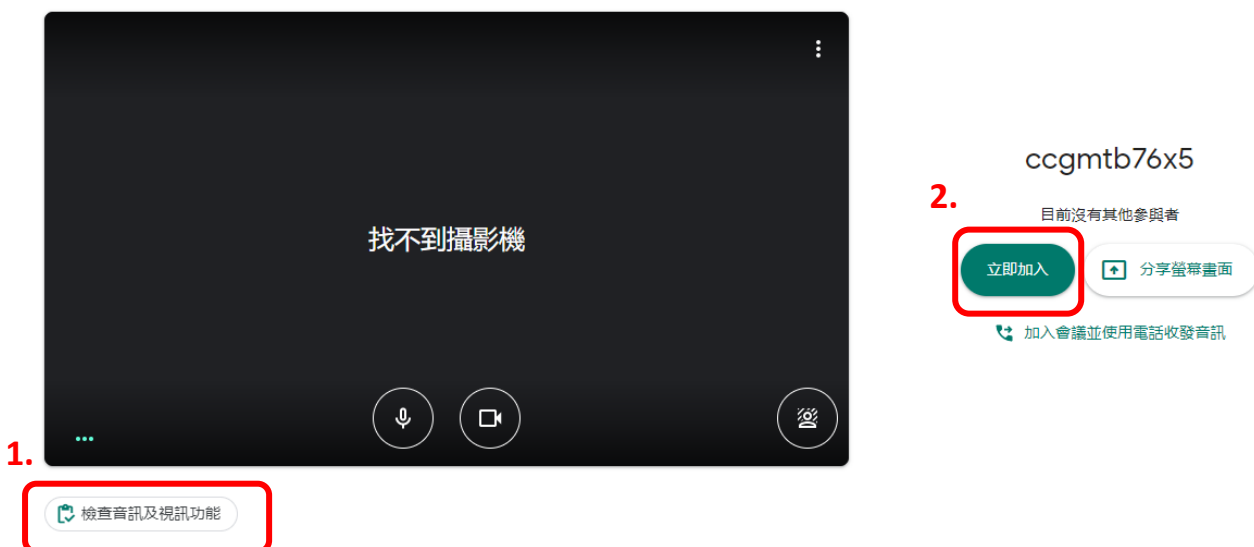 找不到攝影機
1.
檢查音訊及視訊功能
ccgmtb76x5
2.
目前沒有其他參與者
立即加入
分享螢幕畫面
加入會議並使用電話收發音訊